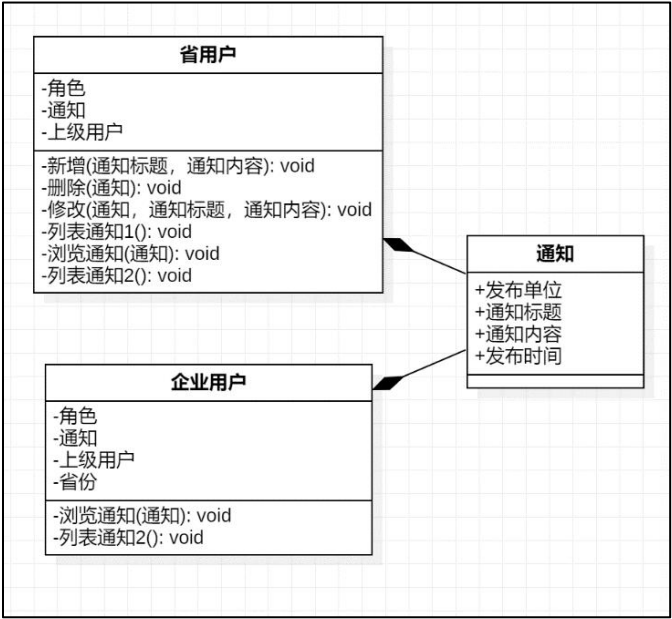 省用户
-角色
-通知
-上级用户
-新增(通知标题，通知内容): void
-删除(通知): void
-修改(通知，通知标题，通知内容): void
-列表通知1(): void
-浏览通知(通知): void
-列表通知2(): void
通知
+发布单位
+通知标题
+通知内容
+发布时间
企业用户
-角色
-通知
-上级用户
-省份
-浏览通知(通知): void
-列表通知2(): void